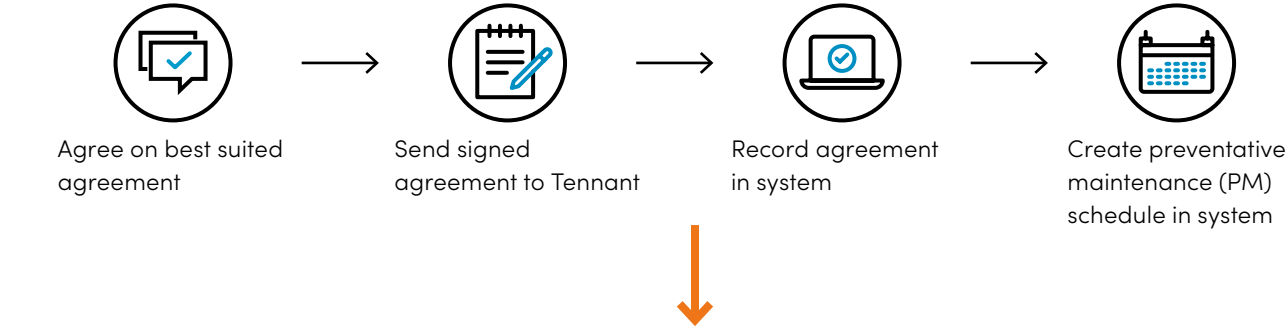 Agree on best suited
agreement
Send signed
agreement to Tennant
Record agreement
in system
Create preventative
maintenance (PM)
schedule in system